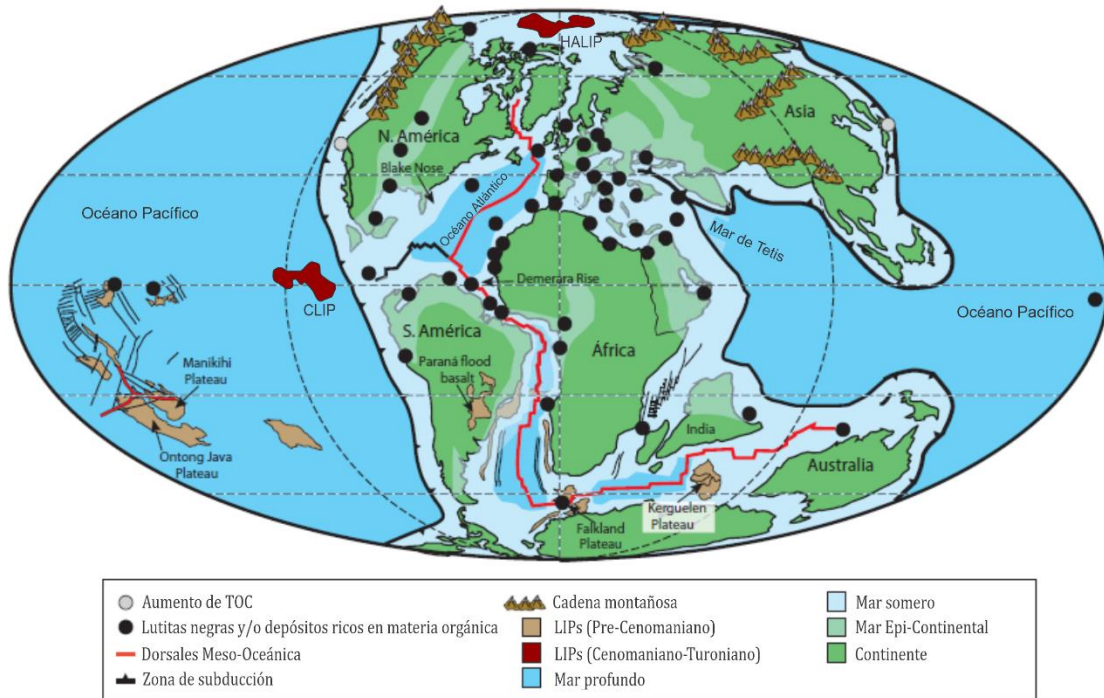 HALIP
N. América
Asia
Blake Nose
Océano Atlántico
Océano Pacífico
Mar de Tetis
Demerara Rise
CLIP
Océano Pacífico
S. América
África
Manikihi
Plateau
Paraná flood
basalt
India
Ontong Java
Plateau
Australia
Kerguelen
Plateau
Falkland
Plateau
Aumento de TOC
Lutitas negras y/o depósitos ricos en materia orgánica
Dorsales Meso-Oceánica
Zona de subducción
Cadena montañosa
LIPs (Pre-Cenomaniano)
LIPs (Cenomaniano-Turoniano)
Mar profundo
Mar somero
Mar Epi-Continental
Continente